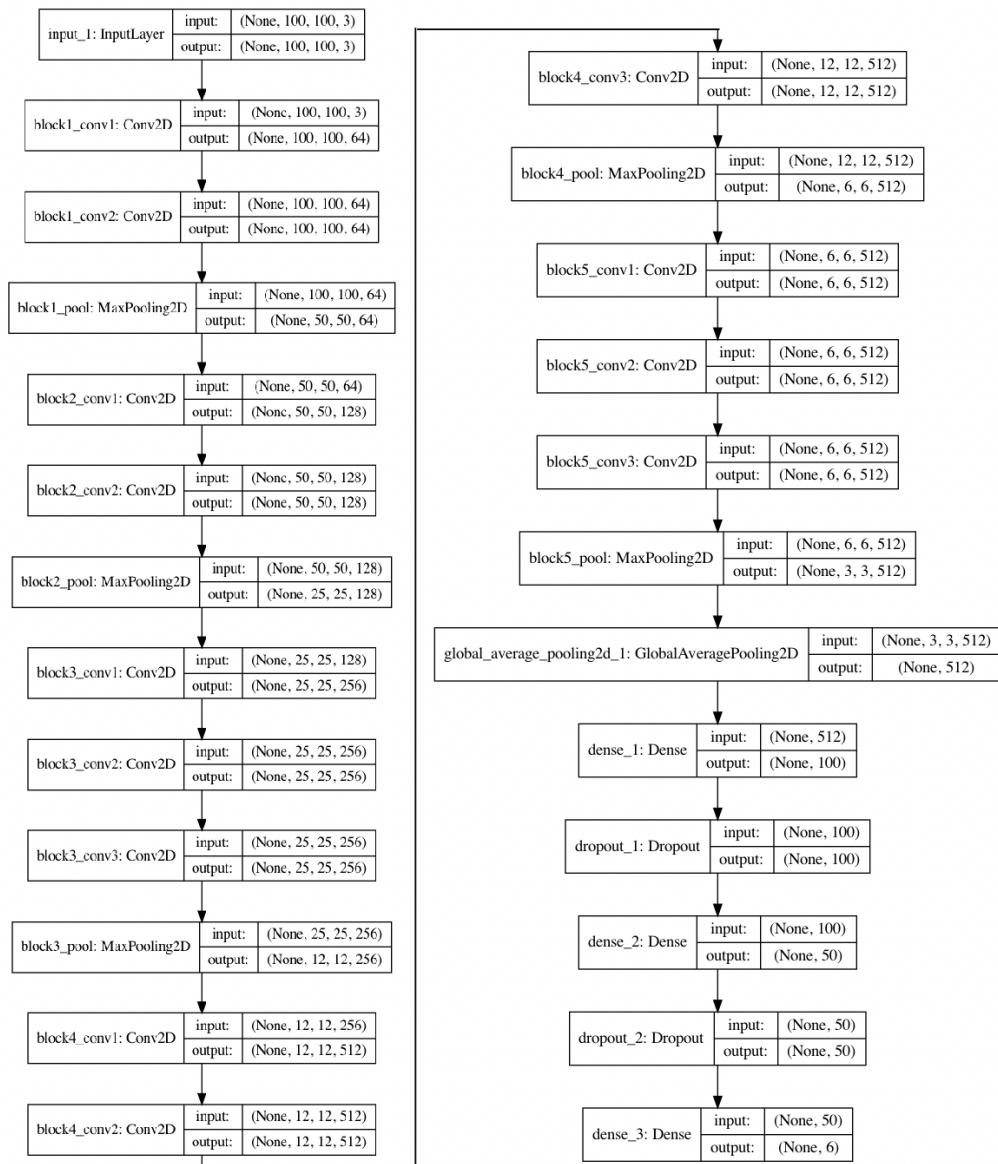 input_1: InputLayer
input: (None, 100, 100, 3)
output: (None, 100, 100, 3)
block1_conv1: Conv2D
input: (None, 100, 100, 3)
output: (None, 100, 100, 64)
block1_conv2: Conv2D
input: (None, 100, 100, 64)
output: (None, 100, 100, 64)
block1_pool: MaxPooling2D
input: (None, 100, 100, 64)
output: (None, 50, 50, 64)
block2_conv1: Conv2D
input: (None, 50, 50, 64)
output: (None, 50, 50, 128)
block2_conv2: Conv2D
input: (None, 50, 50, 128)
output: (None, 50, 50, 128)
block2_pool: MaxPooling2D
input: (None, 50, 50, 128)
output: (None, 25, 25, 128)
block3_conv1: Conv2D
input: (None, 25, 25, 128)
output: (None, 25, 25, 256)
block3_conv2: Conv2D
input: (None, 25, 25, 256)
output: (None, 25, 25, 256)
block3_conv3: Conv2D
input: (None, 25, 25, 256)
output: (None, 25, 25, 256)
block3_pool: MaxPooling2D
input: (None, 25, 25, 256)
output: (None, 12, 12, 256)
block4_conv1: Conv2D
input: (None, 12, 12, 256)
output: (None, 12, 12, 512)
block4_conv2: Conv2D
input: (None, 12, 12, 512)
output: (None, 12, 12, 512)
block4_conv3: Conv2D
input: (None, 12, 12, 512)
output: (None, 12, 12, 512)
block4_pool: MaxPooling2D
input: (None, 12, 12, 512)
output: (None, 6, 6, 512)
block5_conv1: Conv2D
input: (None, 6, 6, 512)
output: (None, 6, 6, 512)
block5_conv2: Conv2D
input: (None, 6, 6, 512)
output: (None, 6, 6, 512)
block5_conv3: Conv2D
input: (None, 6, 6, 512)
output: (None, 6, 6, 512)
block5_pool: MaxPooling2D
input: (None, 6, 6, 512)
output: (None, 3, 3, 512)
global_average_pooling2d_1: GlobalAveragePooling2D
input: (None, 3, 3, 512)
output: (None, 512)
dense_1: Dense
input: (None, 512)
output: (None, 100)
dropout_1: Dropout
input: (None, 100)
output: (None, 100)
dense_2: Dense
input: (None, 100)
output: (None, 50)
dropout_2: Dropout
input: (None, 50)
output: (None, 50)
dense_3: Dense
input: (None, 50)
output: (None, 6)